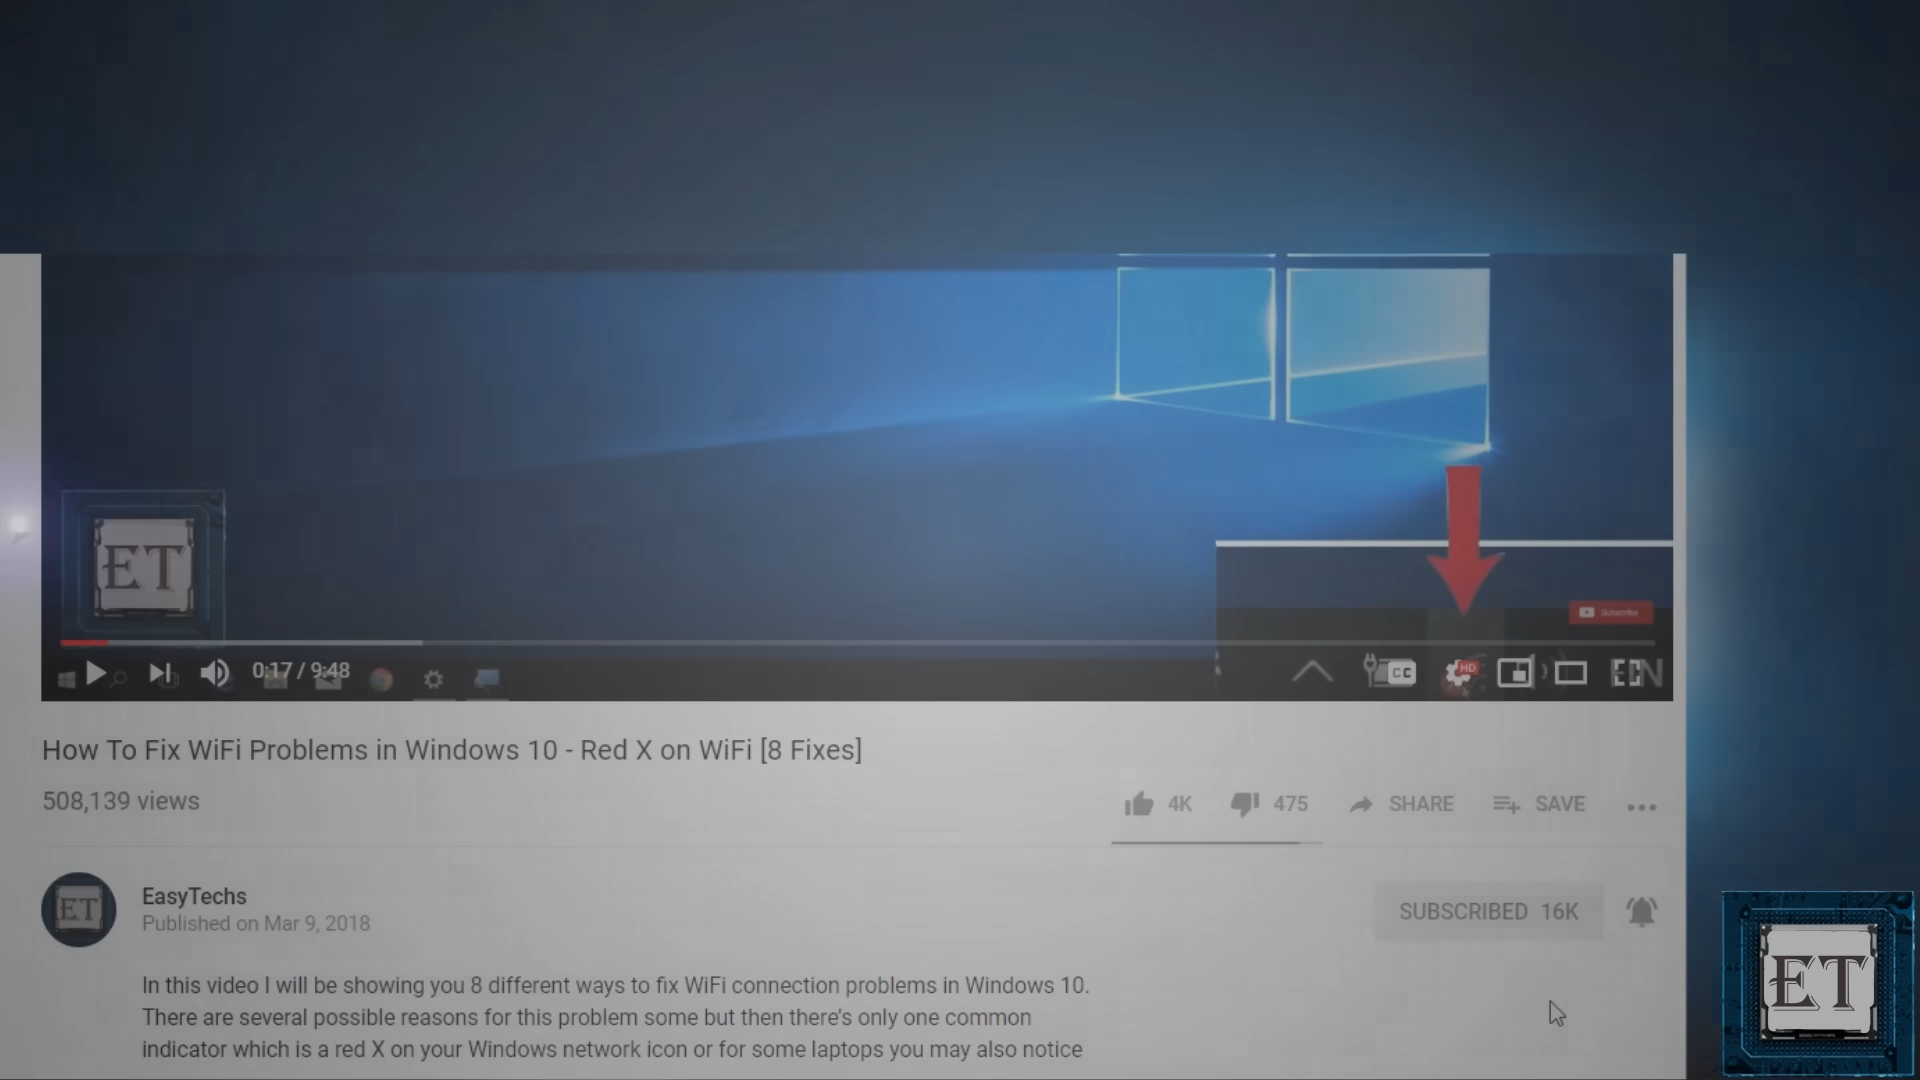 ET
Subscribe
0:17 / 9:48
CC
HD
EN
How To Fix WiFi Problems in Windows 10 - Red X on WiFi [8 Fixes]
508,139 views
4K 475 SHARE SAVE
ET
EasyTechs
Published on Mar 9, 2018
SUBSCRIBED 16K
ET
In this video I will be showing you 8 different ways to fix WiFi connection problems in Windows 10.
There are several possible reasons for this problem some but then there's only one common
indicator which is a red X on your Windows network icon or for some laptops you may also notice